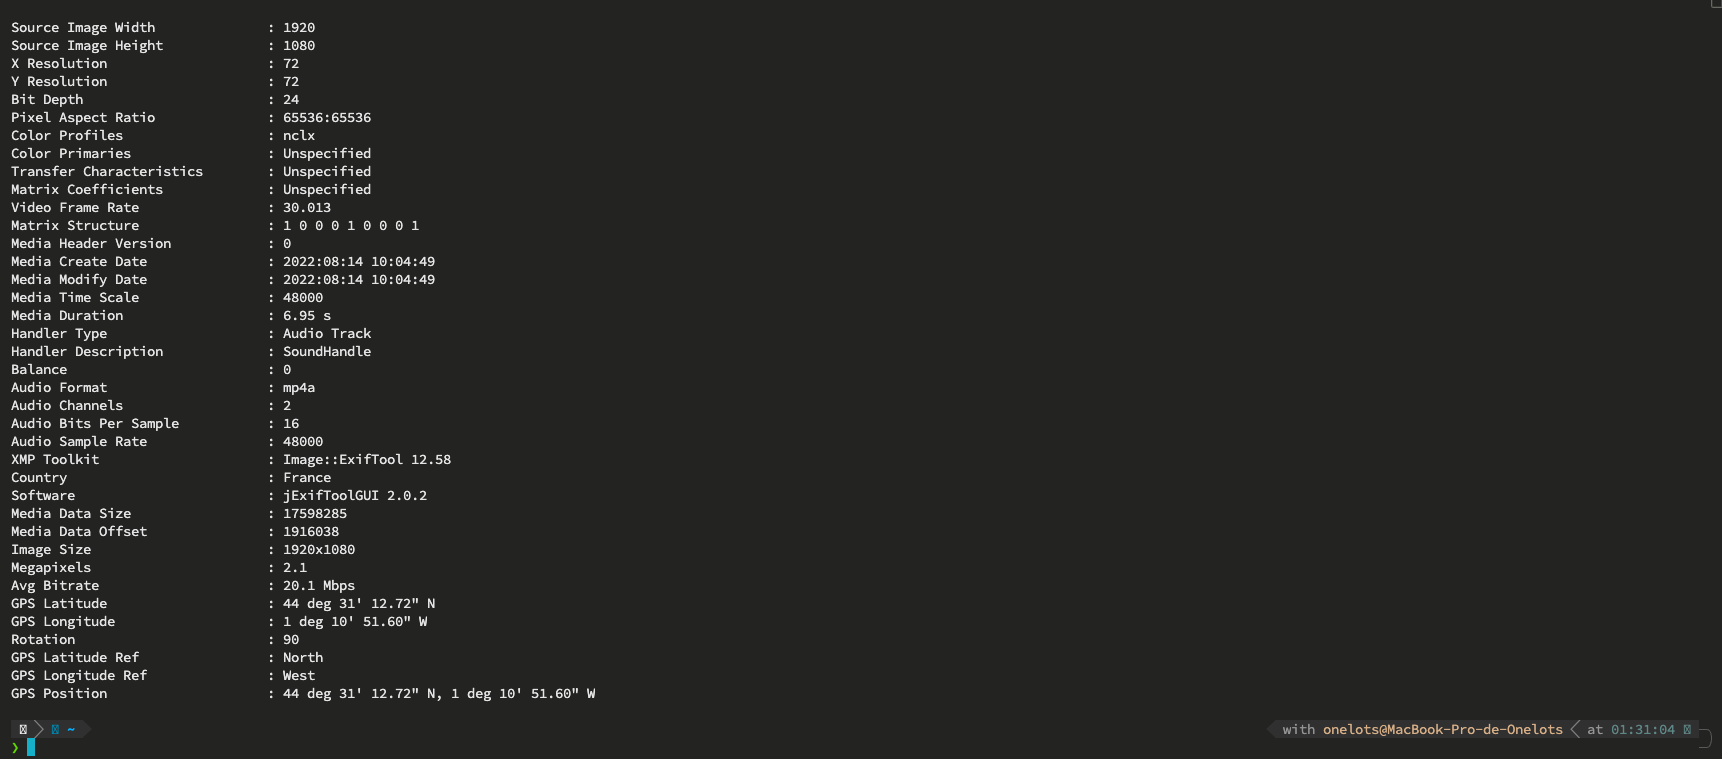 Source Image Width : 1920
Source Image Height : 1080
X Resolution : 72
Y Resolution : 72
Bit Depth : 24
Pixel Aspect Ratio : 65536:65536
Color Profiles : nclx
Color Primaries : Unspecified
Transfer Characteristics : Unspecified
Matrix Coefficients : Unspecified
Video Frame Rate : 30.013
Matrix Structure : 1 0 0 0 1 0 0 0 1
Media Header Version : 0
Media Create Date : 2022:08:14 10:04:49
Media Modify Date : 2022:08:14 10:04:49
Media Time Scale : 48000
Media Duration : 6.95 s
Handler Type : Audio Track
Handler Description : SoundHandle
Balance : 0
Audio Format : mp4a
Audio Channels : 2
Audio Bits Per Sample : 16
Audio Sample Rate : 48000
XMP Toolkit : Image::ExifTool 12.58
Country : France
Software : jExifToolGUI 2.0.2
Media Data Size : 17598285
Media Data Offset : 1916038
Image Size : 1920x1080
Megapixels : 2.1
Avg Bitrate : 20.1 Mbps
GPS Latitude : 44 deg 31' 12.72" N
GPS Longitude : 1 deg 10' 51.60" W
Rotation : 90
GPS Latitude Ref : North
GPS Longitude Ref : West
GPS Position : 44 deg 31' 12.72" N, 1 deg 10' 51.60" W
~ with onelots@MacBook-Pro-de-Onelots at 01:31:04
❯